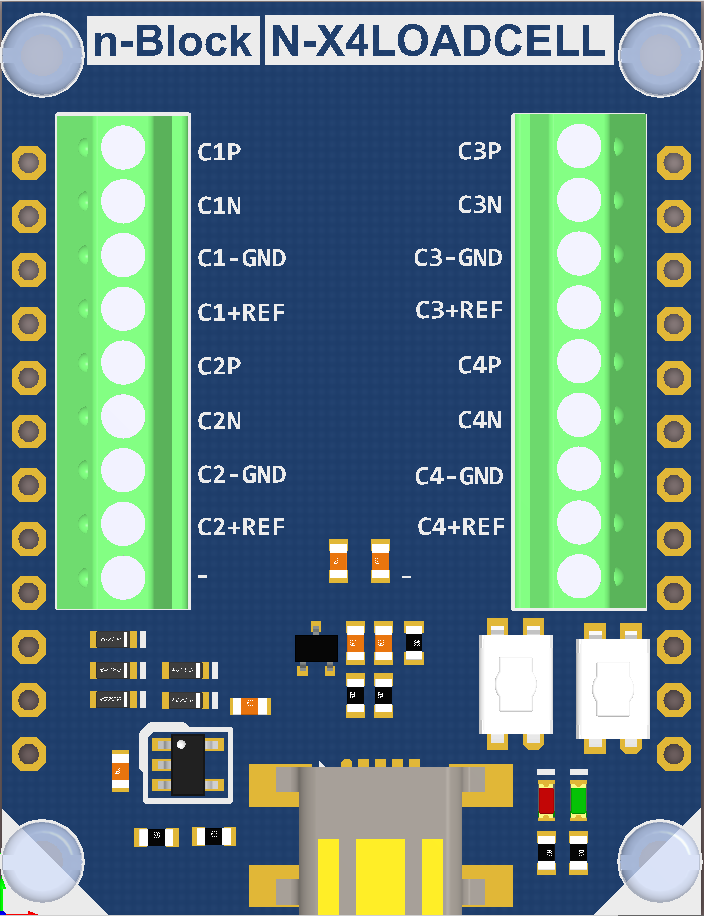 n-Block N-X4LOADCELL
C1P C3P
C1N C3N
C1-GND C3-GND
C1+REF C3+REF
C2P C4P
C2N C4N
C2-GND C4-GND
C2+REF C4+REF
- -